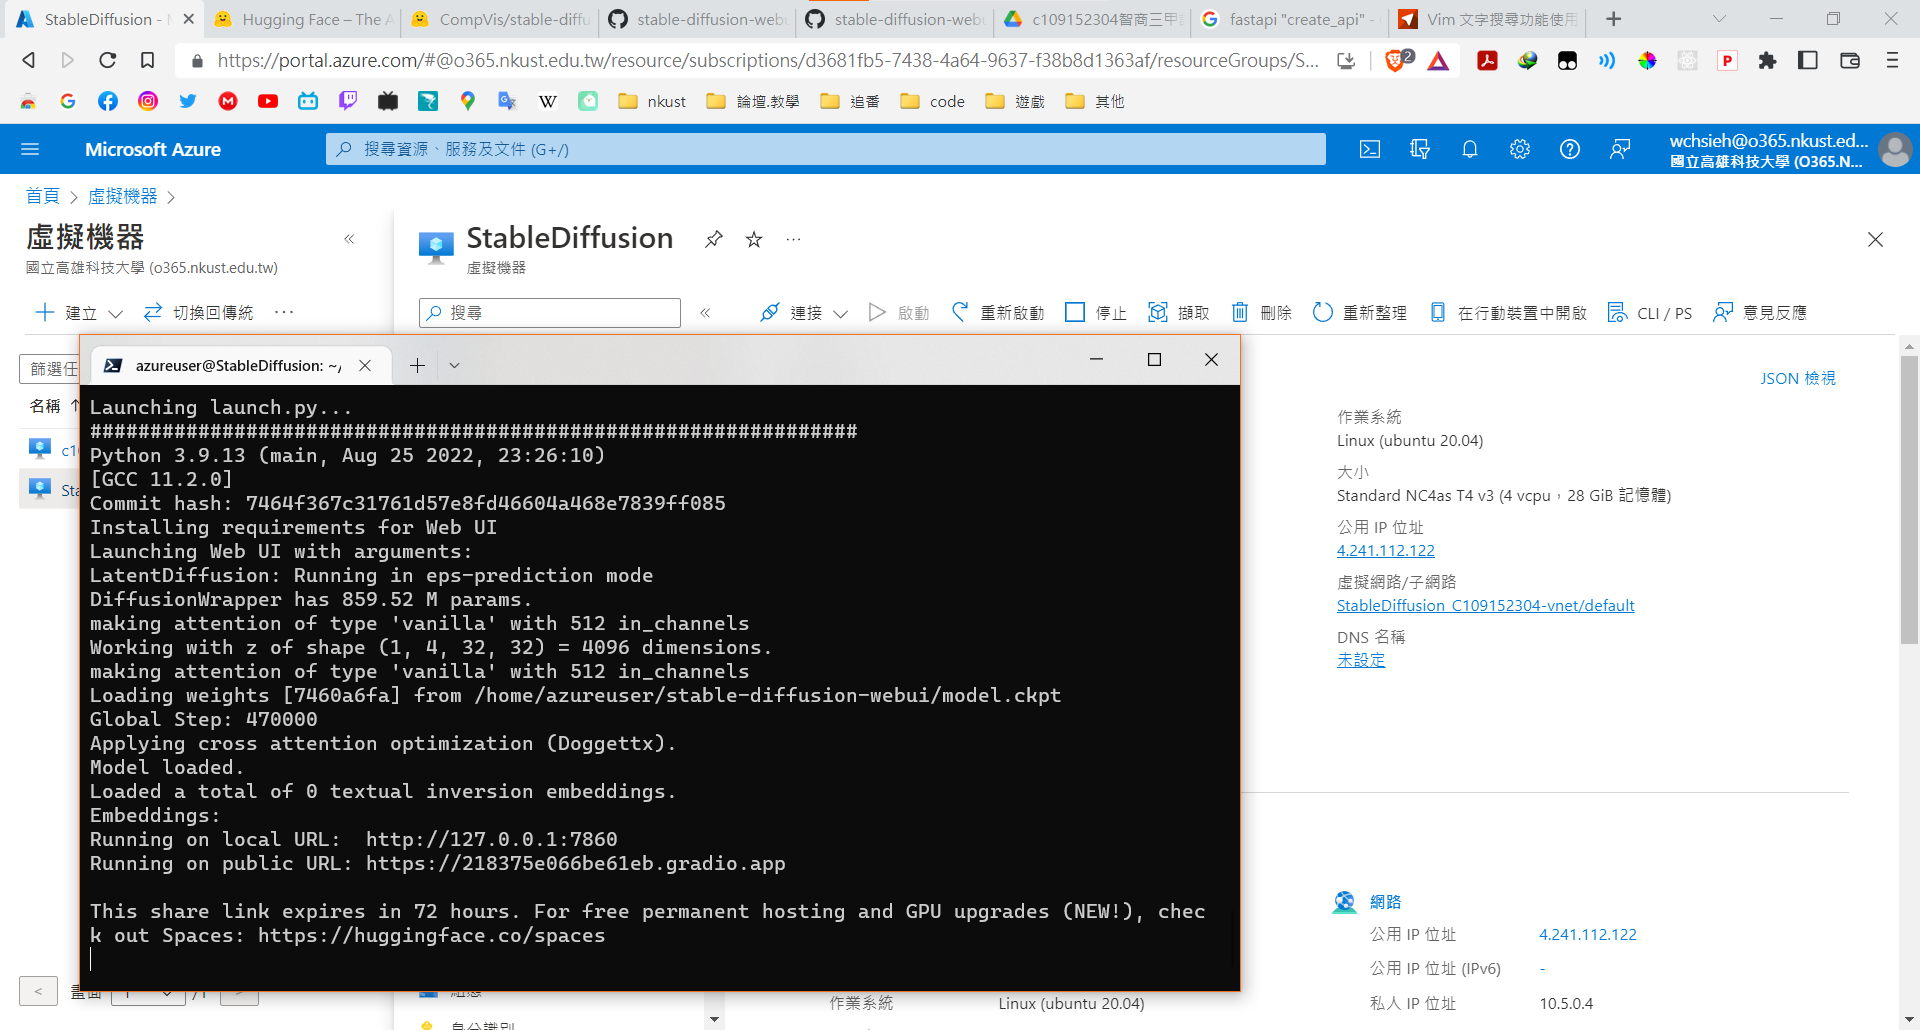 StableDiffusion - M
Hugging Face – The A
CompVis/stable-diffu
stable-diffusion-webu
stable-diffusion-web
c109152304智商三甲
fastapi "create_api" -
Vim 文字搜尋功能使用
https://portal.azure.com/#@o365.nkust.edu.tw/resource/subscriptions/d3681fb5-7438-4a64-9637-f38b8d1363af/resourceGroups/S...
2
nkust
論壇.教學
追番
code
遊戲
其他
Microsoft Azure
搜尋資源、服務及文件 (G+/)
wchsieh@o365.nkust.ed...
國立高雄科技大學 (O365.N...
首頁 > 虛擬機器 >
虛擬機器
國立高雄科技大學 (o365.nkust.edu.tw)
建立
切換回傳統
StableDiffusion
虛擬機器
搜尋
連接
啟動
重新啟動
停止
擷取
刪除
重新整理
在行動裝置中開啟
CLI / PS
意見反應
篩選任
名稱 ↑
c1
Sta
azureuser@StableDiffusion: ~/
Launching launch.py...
################################################################
Python 3.9.13 (main, Aug 25 2022, 23:26:10)
[GCC 11.2.0]
Commit hash: 7464f367c31761d57e8fd46604a468e7839ff085
Installing requirements for Web UI
Launching Web UI with arguments:
LatentDiffusion: Running in eps-prediction mode
DiffusionWrapper has 859.52 M params.
making attention of type 'vanilla' with 512 in_channels
Working with z of shape (1, 4, 32, 32) = 4096 dimensions.
making attention of type 'vanilla' with 512 in_channels
Loading weights [7460a6fa] from /home/azureuser/stable-diffusion-webui/model.ckpt
Global Step: 470000
Applying cross attention optimization (Doggettx).
Model loaded.
Loaded a total of 0 textual inversion embeddings.
Embeddings:
Running on local URL:  http://127.0.0.1:7860
Running on public URL: https://218375e066be61eb.gradio.app
This share link expires in 72 hours. For free permanent hosting and GPU upgrades (NEW!), chec
k out Spaces: https://huggingface.co/spaces
JSON 檢視
作業系統
Linux (ubuntu 20.04)
大小
Standard NC4as T4 v3 (4 vcpu，28 GiB 記憶體)
公用 IP 位址
4.241.112.122
虛擬網路/子網路
StableDiffusion_C109152304-vnet/default
DNS 名稱
未設定
網路
公用 IP 位址 4.241.112.122
公用 IP 位址 (IPv6) -
私人 IP 位址 10.5.0.4
作業系統 Linux (ubuntu 20.04)
< 畫面 1 /1 >